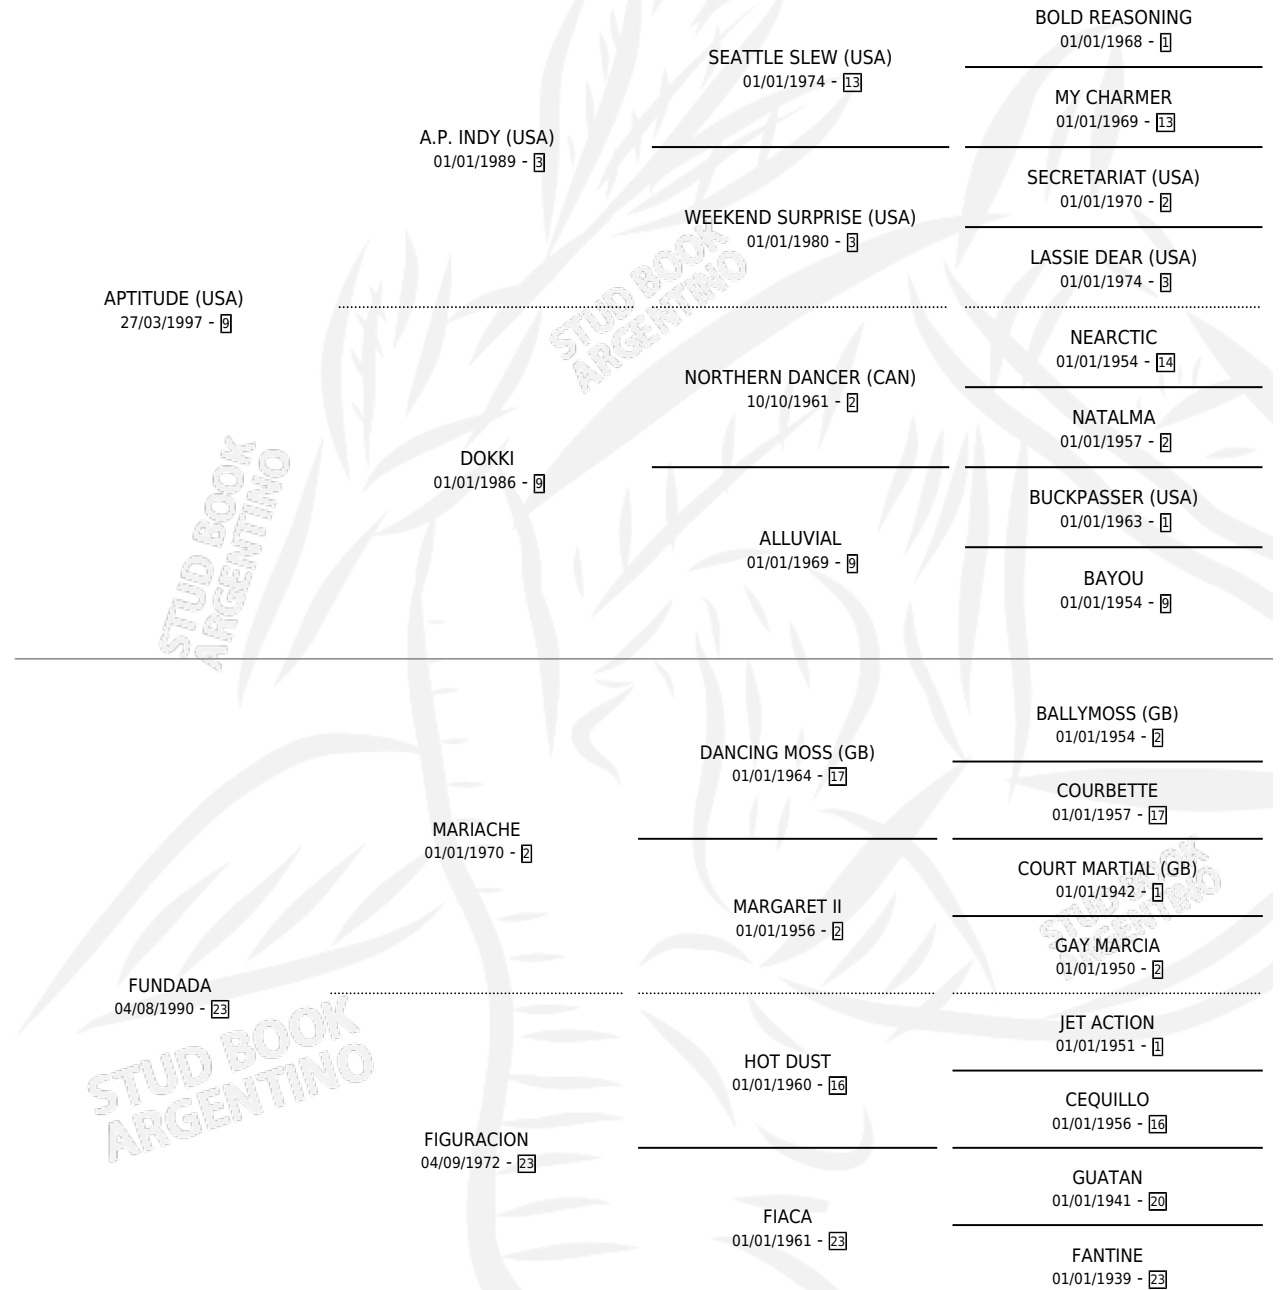 BOLD REASONING
01/01/1968 - 1
SEATTLE SLEW (USA)
01/01/1974 - 13
MY CHARMER
01/01/1969 - 13
A.P. INDY (USA)
01/01/1989 - 3
SECRETARIAT (USA)
01/01/1970 - 2
WEEKEND SURPRISE (USA)
01/01/1980 - 3
LASSIE DEAR (USA)
01/01/1974 - 3
APTITUDE (USA)
27/03/1997 - 9
NEARCTIC
01/01/1954 - 14
NORTHERN DANCER (CAN)
10/10/1961 - 2
NATALMA
01/01/1957 - 2
DOKKI
01/01/1986 - 9
BUCKPASSER (USA)
01/01/1963 - 1
ALLUVIAL
01/01/1969 - 9
BAYOU
01/01/1954 - 9
BALLYMOSS (GB)
01/01/1954 - 2
DANCING MOSS (GB)
01/01/1964 - 17
COURBETTE
01/01/1957 - 17
MARIACHE
01/01/1970 - 2
COURT MARTIAL (GB)
01/01/1942 - 1
MARGARET II
01/01/1956 - 2
GAY MARCIA
01/01/1950 - 2
FUNDADA
04/08/1990 - 23
JET ACTION
01/01/1951 - 1
HOT DUST
01/01/1960 - 16
CEQUILLO
01/01/1956 - 16
FIGURACION
04/09/1972 - 23
GUATAN
01/01/1941 - 20
FIACA
01/01/1961 - 23
FANTINE
01/01/1939 - 23
STUD BOOK
ARGENTINO
STUD BOOK
ARGENTINO
STUD BOOK
ARGENTINO
STUD BOOK
ARGENTINO